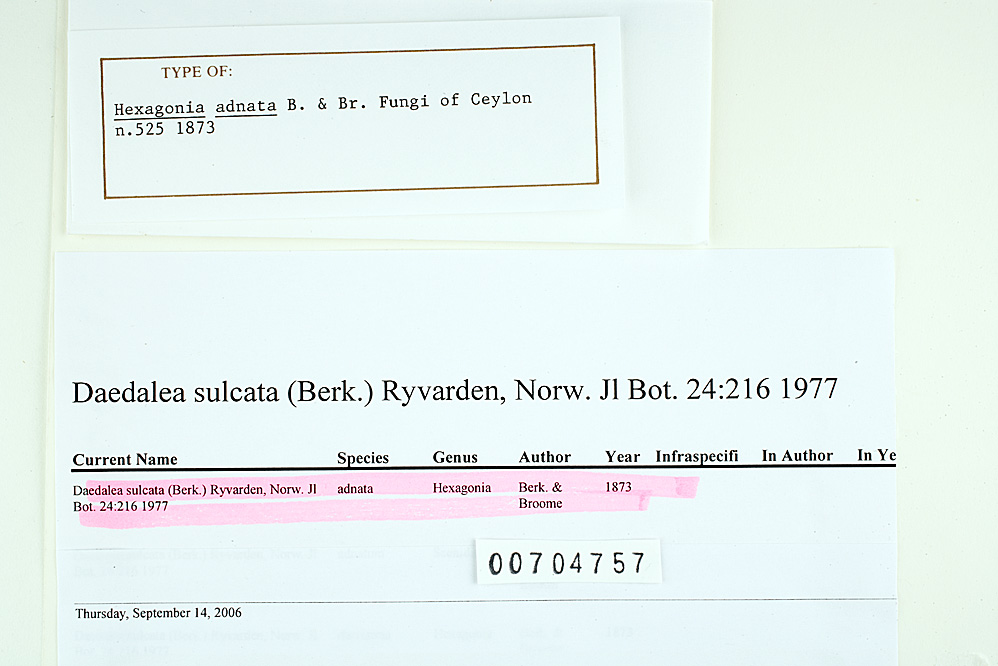 TYPE OF:
Hexagonia adnata B. & Br. Fungi of Ceylon
n.525 1873
Daedalea sulcata (Berk.) Ryvarden, Norw. Jl Bot. 24:216 1977
Current Name Species Genus Author Year Infraspecifi In Author In Ye
Daedalea sulcata (Berk.) Ryvarden, Norw. Jl adnata Hexagonia Berk. & 1873
Bot. 24:216 1977 Broome
00704757
Thursday, September 14, 2006